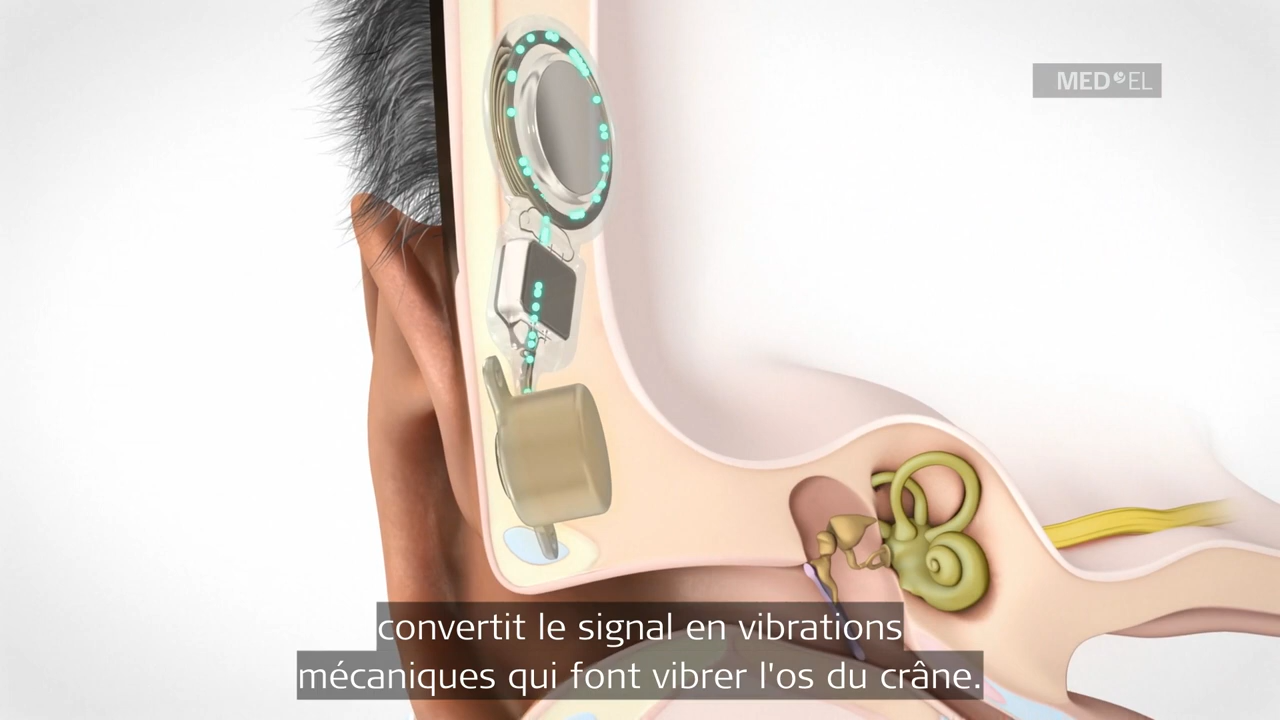 MED EL
convertit le signal en vibrations
mécaniques qui font vibrer l'os du crâne.